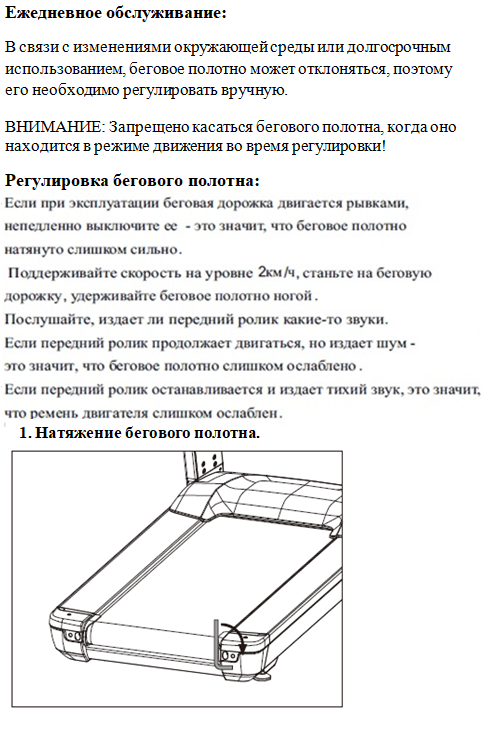 Ежедневное обслуживание:
В связи с изменениями окружающей среды или долгосрочным
использованием, беговое полотно может отклоняться, поэтому
его необходимо регулировать вручную.
ВНИМАНИЕ: Запрещено касаться бегового полотна, когда оно
находится в режиме движения во время регулировки!
Регулировка бегового полотна:
Если при эксплуатации беговая дорожка двигается рывками,
непедленно выключите ее - это значит, что беговое полотно
натянуто слишком сильно.
Поддерживайте скорость на уровне 2км/ч, станьте на беговую
дорожку, удерживайте беговое полотно ногой.
Послушайте, издает ли передний ролик какие-то звуки.
Если передний ролик продолжает двигаться, но издает шум -
это значит, что беговое полотно слишком ослаблено.
Если передний ролик останавливается и издает тихий звук, это значит,
что ремень двигателя слишком ослаблен.
1. Натяжение бегового полотна.